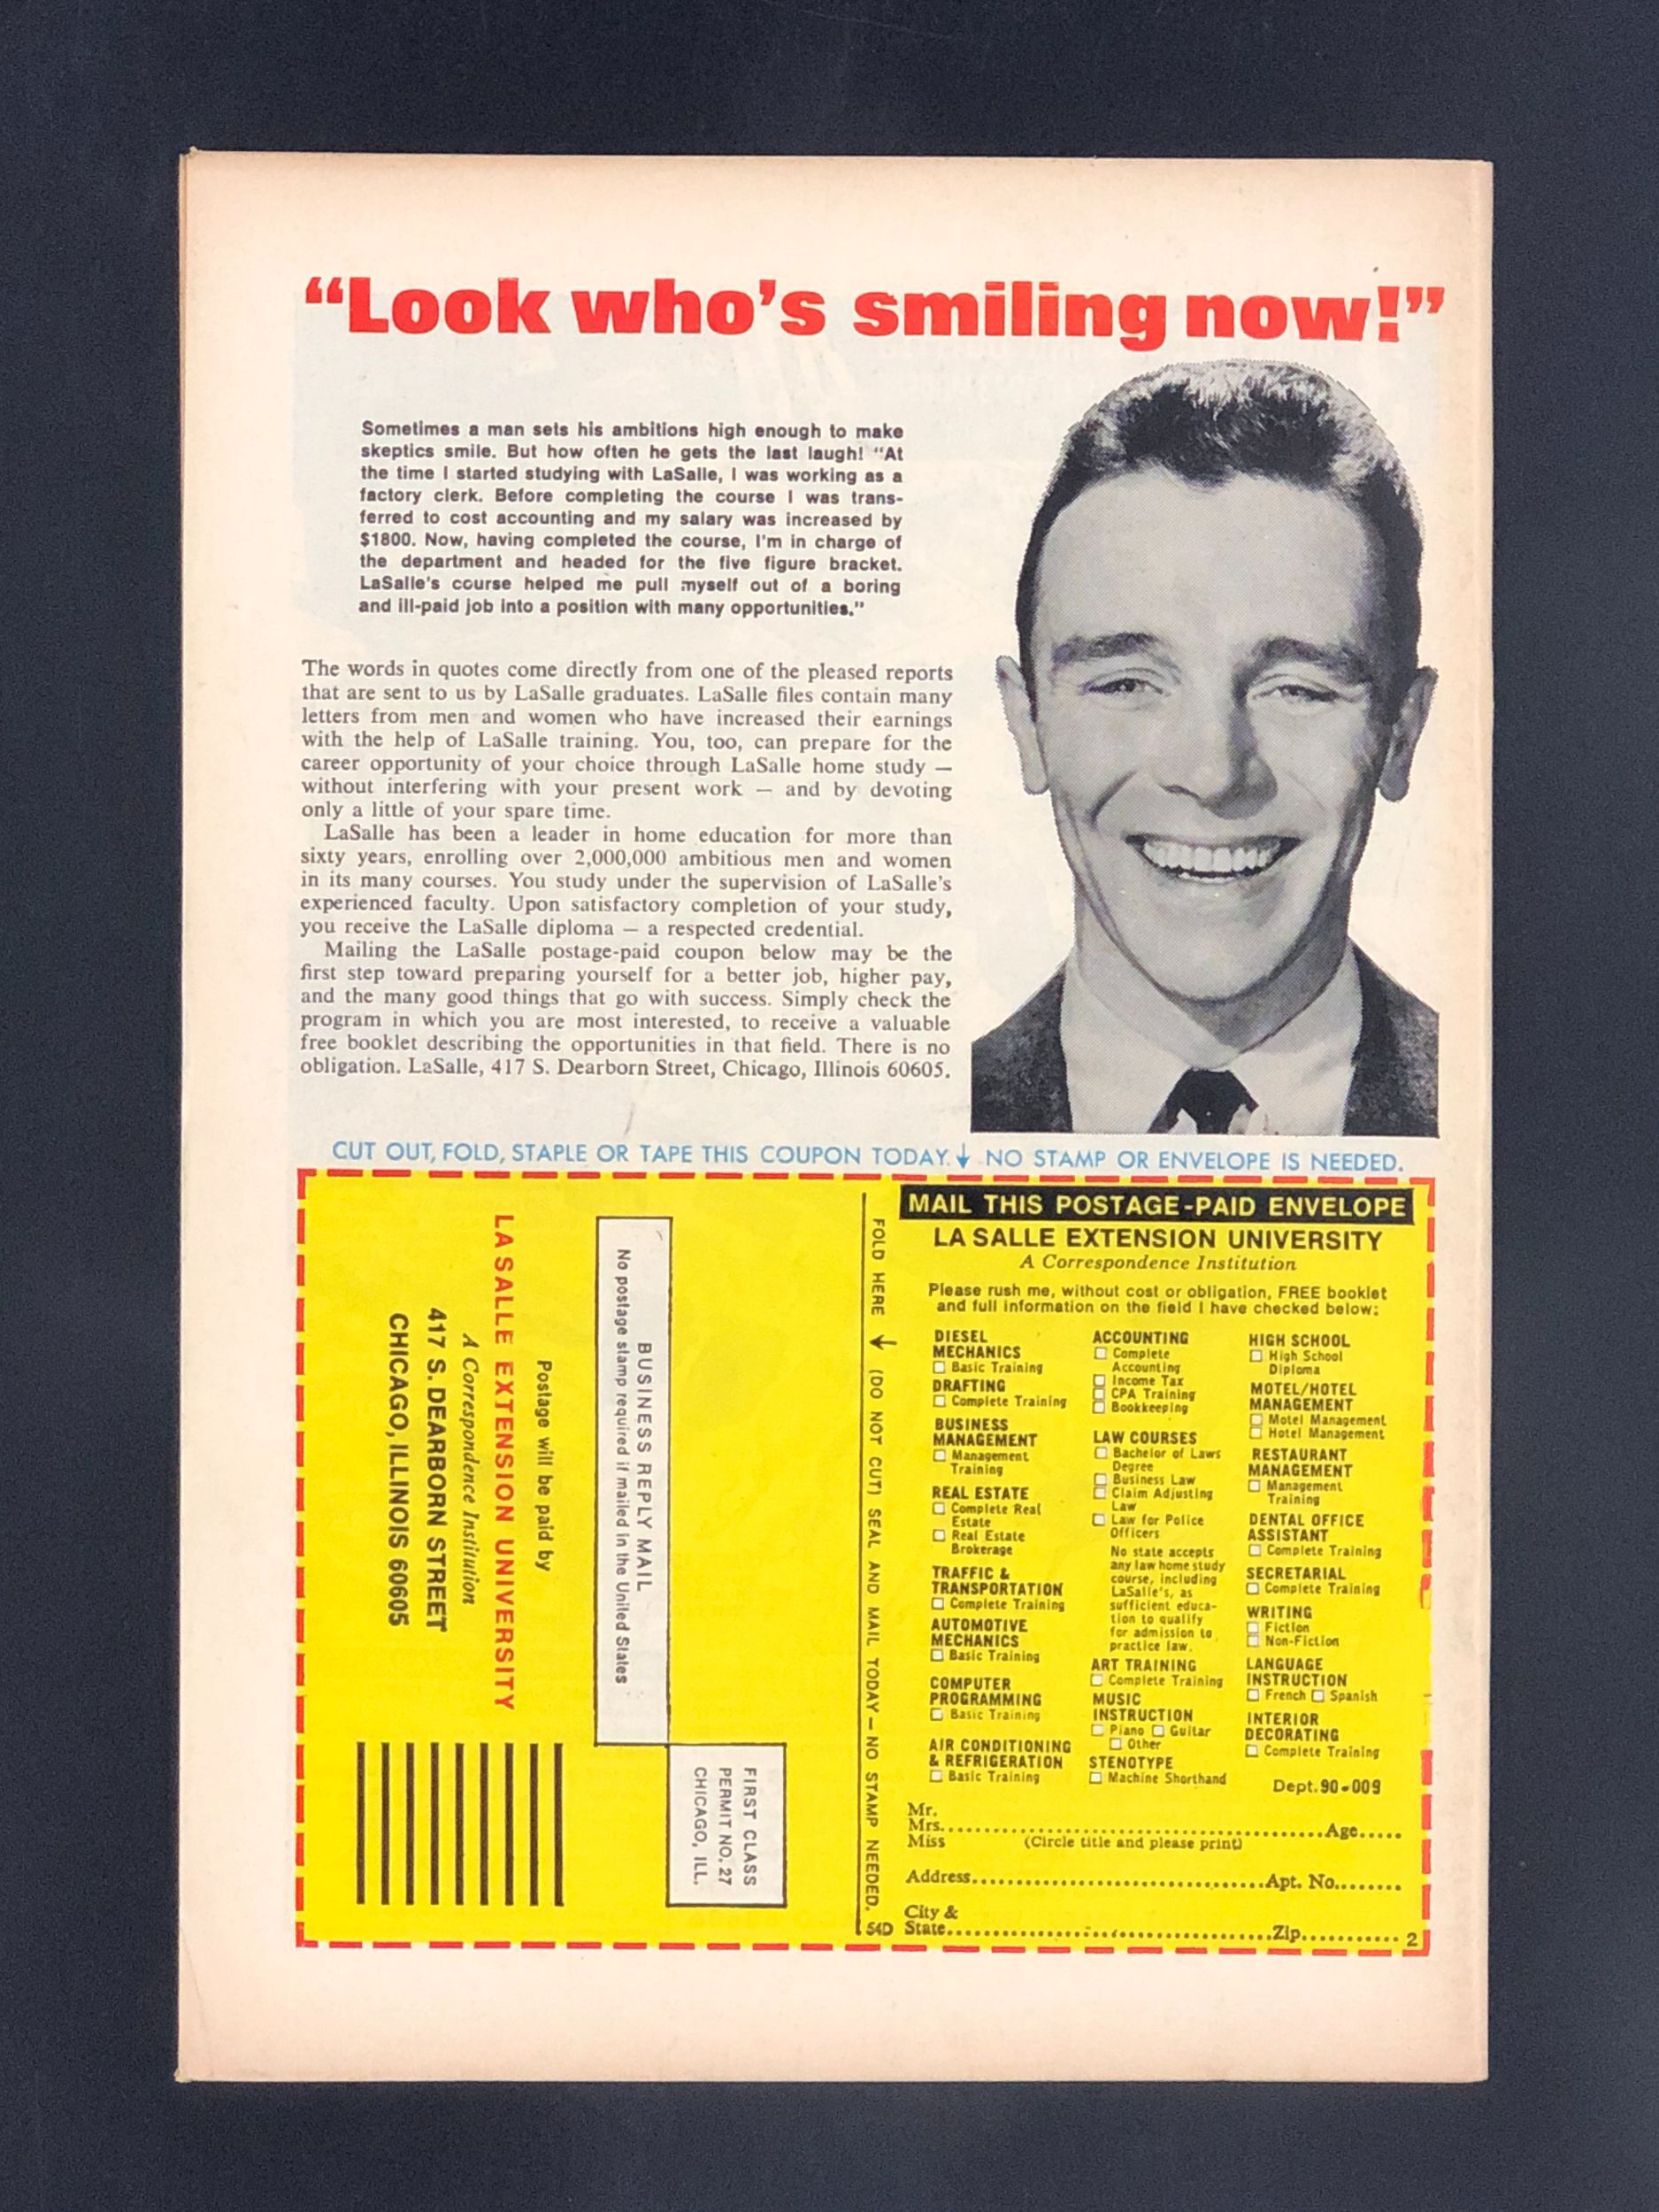 “Look who’s smiling now!”
Sometimes a man sets his ambitions high enough to make
skeptics smile. But how often he gets the last laugh! “At
the time I started studying with LaSalle, I was working as a
factory clerk. Before completing the course I was trans-
ferred to cost accounting and my salary was increased by
$1800. Now, having completed the course, I’m in charge of
the department and headed for the five figure bracket.
LaSalle’s course helped me pull myself out of a boring
and ill-paid job into a position with many opportunities.”
The words in quotes come directly from one of the pleased reports
that are sent to us by LaSalle graduates. LaSalle files contain many
letters from men and women who have increased their earnings
with the help of LaSalle training. You, too, can prepare for the
career opportunity of your choice through LaSalle home study —
without interfering with your present work — and by devoting
only a little of your spare time.
LaSalle has been a leader in home education for more than
sixty years, enrolling over 2,000,000 ambitious men and women
in its many courses. You study under the supervision of LaSalle’s
experienced faculty. Upon satisfactory completion of your study,
you receive the LaSalle diploma — a respected credential.
Mailing the LaSalle postage-paid coupon below may be the
first step toward preparing yourself for a better job, higher pay,
and the many good things that go with success. Simply check the
program in which you are most interested, to receive a valuable
free booklet describing the opportunities in that field. There is no
obligation. LaSalle, 417 S. Dearborn Street, Chicago, Illinois 60605.
CUT OUT, FOLD, STAPLE OR TAPE THIS COUPON TODAY. ↓ NO STAMP OR ENVELOPE IS NEEDED.
FIRST CLASS
PERMIT NO. 27
CHICAGO, ILL.
BUSINESS REPLY MAIL
No postage stamp required if mailed in the United States
Postage will be paid by
LA SALLE EXTENSION UNIVERSITY
A Correspondence Institution
417 S. DEARBORN STREET
CHICAGO, ILLINOIS 60605
FOLD HERE ↓ (DO NOT CUT) SEAL AND MAIL TODAY — NO STAMP NEEDED.
54D
MAIL THIS POSTAGE-PAID ENVELOPE
LA SALLE EXTENSION UNIVERSITY
A Correspondence Institution
Please rush me, without cost or obligation, FREE booklet
and full information on the field I have checked below:
DIESEL
MECHANICS
☐ Basic Training
DRAFTING
☐ Complete Training
BUSINESS
MANAGEMENT
☐ Management
Training
REAL ESTATE
☐ Complete Real
Estate
☐ Real Estate
Brokerage
TRAFFIC &
TRANSPORTATION
☐ Complete Training
AUTOMOTIVE
MECHANICS
☐ Basic Training
COMPUTER
PROGRAMMING
☐ Basic Training
AIR CONDITIONING
& REFRIGERATION
☐ Basic Training
ACCOUNTING
☐ Complete
Accounting
☐ Income Tax
☐ CPA Training
☐ Bookkeeping
LAW COURSES
☐ Bachelor of Laws
Degree
☐ Business Law
☐ Claim Adjusting
Law
☐ Law for Police
Officers
No state accepts
any law home study
course, including
LaSalle’s, as
sufficient educa-
tion to qualify
for admission to
practice law.
ART TRAINING
☐ Complete Training
MUSIC
INSTRUCTION
☐ Piano ☐ Guitar
☐ Other
STENOTYPE
☐ Machine Shorthand
HIGH SCHOOL
☐ High School
Diploma
MOTEL/HOTEL
MANAGEMENT
☐ Motel Management
☐ Hotel Management
RESTAURANT
MANAGEMENT
☐ Management
Training
DENTAL OFFICE
ASSISTANT
☐ Complete Training
SECRETARIAL
☐ Complete Training
WRITING
☐ Fiction
☐ Non-Fiction
LANGUAGE
INSTRUCTION
☐ French ☐ Spanish
INTERIOR
DECORATING
☐ Complete Training
Dept. 90-009
Mr.
Mrs. Age
Miss (Circle title and please print)
Address Apt. No.
City &
State Zip
2